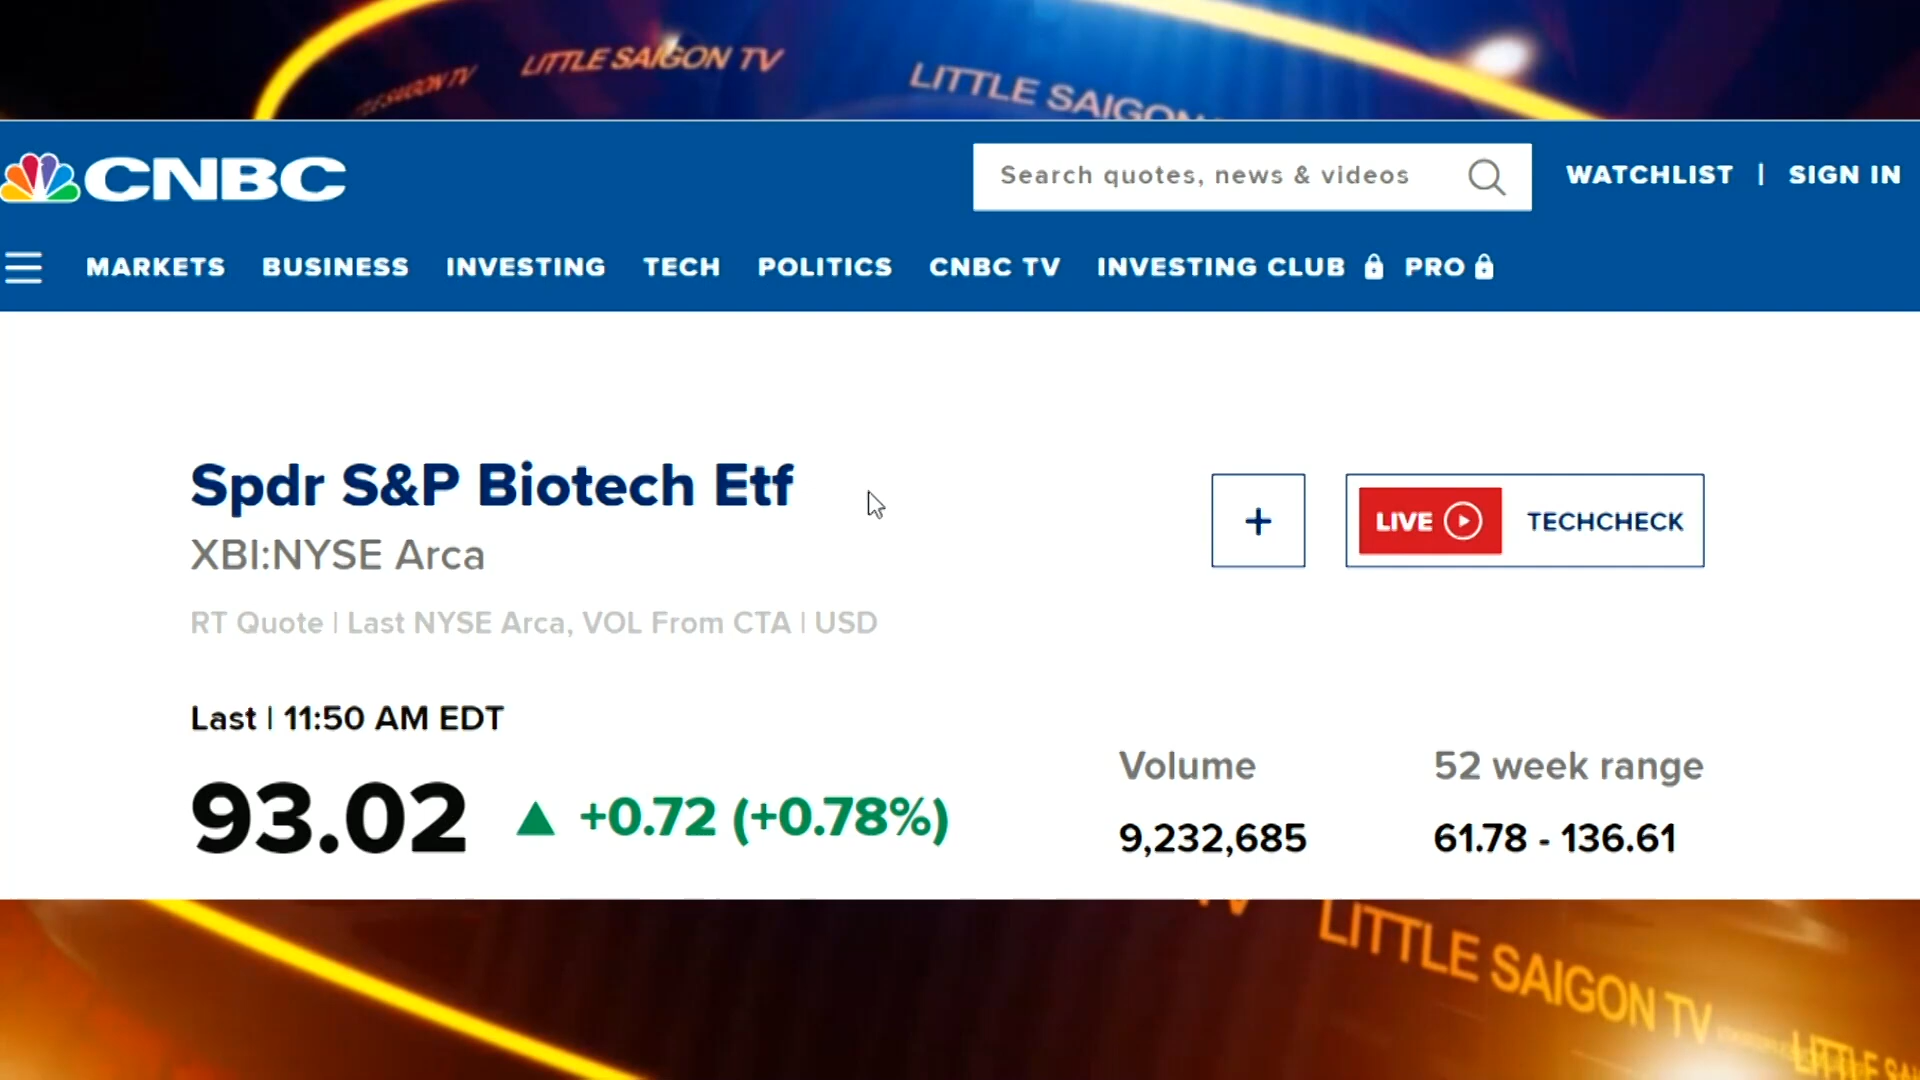 LITTLE SAIGON TV
LITTLE SAIGON
CNBC
Search quotes, news & videos
WATCHLIST | SIGN IN
MARKETS BUSINESS INVESTING TECH POLITICS CNBC TV INVESTING CLUB PRO
Spdr S&P Biotech Etf
+
LIVE TECHCHECK
XBI:NYSE Arca
RT Quote | Last NYSE Arca, VOL From CTA | USD
Last | 11:50 AM EDT
93.02 ▲ +0.72 (+0.78%)
Volume
9,232,685
52 week range
61.78 - 136.61
TV
LITTLE SAIGON TV
LITTLE SA